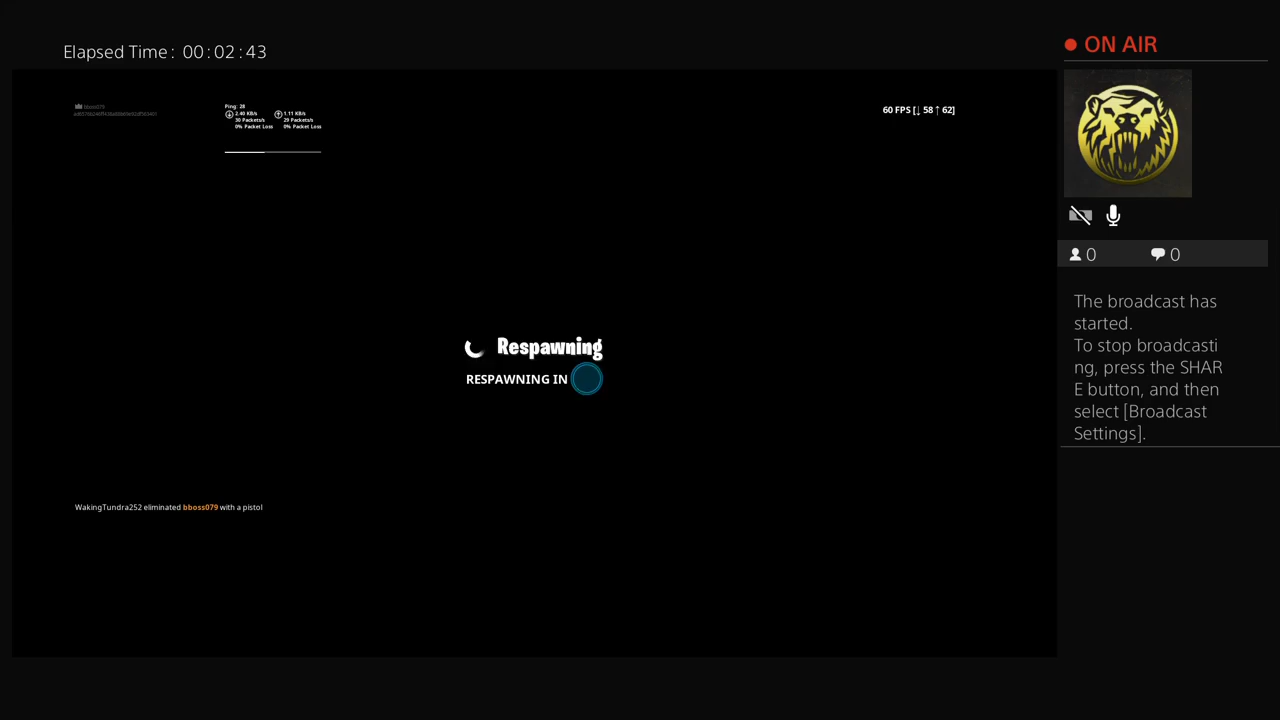 Elapsed Time: 00:02:43
ON AIR
bboss079
Ping: 28
2.40 KB/s
1.11 KB/s
30 Packets/s
29 Packets/s
0% Packet Loss
0% Packet Loss
60 FPS [↓ 58 ↑ 62]
0
0
The broadcast has
started.
To stop broadcasti
ng, press the SHAR
E button, and then
select [Broadcast
Settings].
Respawning
RESPAWNING IN
WakingTundra252 eliminated bboss079 with a pistol